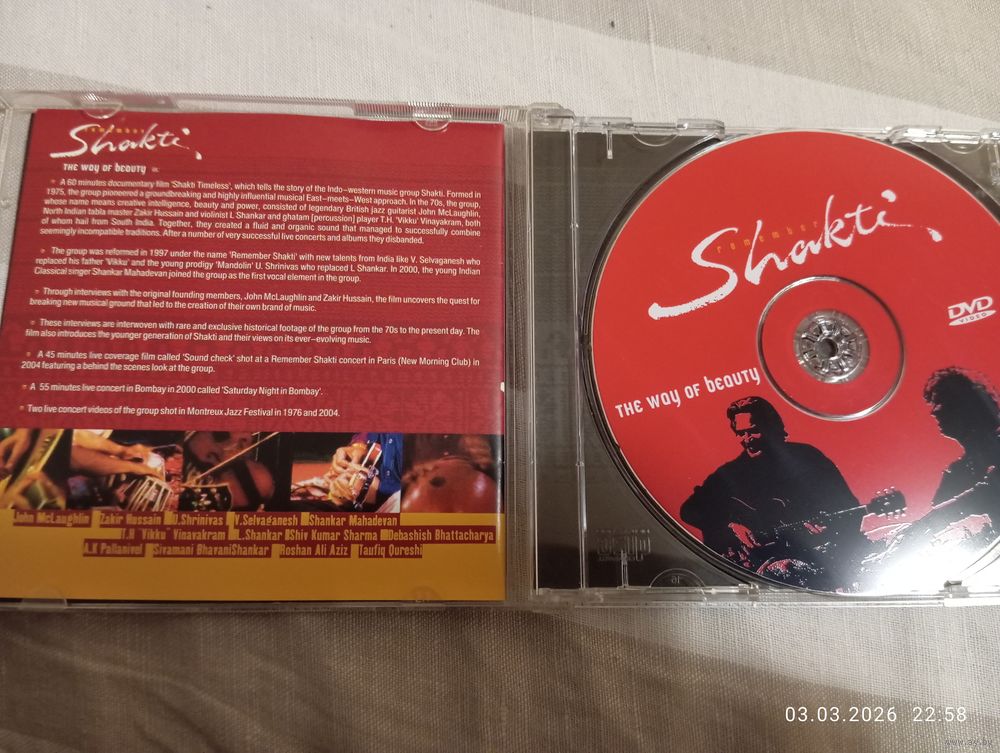 remember
Shakti
THE WAY OF BEAUTY
A 60 minutes documentary film 'Shakti Timeless', which tells the story of the Indo–western music group Shakti. Formed in
1975, the group pioneered a groundbreaking and highly influential musical East–meets–West approach. In the 70s, the group,
whose name means creative intelligence, beauty and power, consisted of legendary British jazz guitarist John McLaughlin,
North Indian tabla master Zakir Hussain and violinist L Shankar and ghatam [percussion] player T.H. 'Vikku' Vinayakram, both
of whom hail from South India. Together, they created a fluid and organic sound that managed to successfully combine
seemingly incompatible traditions. After a number of very successful live concerts and albums they disbanded.
The group was reformed in 1997 under the name 'Remember Shakti' with new talents from India like V. Selvaganesh who
replaced his father 'Vikku' and the young prodigy 'Mandolin' U. Shrinivas who replaced L Shankar. In 2000, the young Indian
Classical singer Shankar Mahadevan joined the group as the first vocal element in the group.
Through interviews with the original founding members, John McLaughlin and Zakir Hussain, the film uncovers the quest for
breaking new musical ground that led to the creation of their own brand of music.
These interviews are interwoven with rare and exclusive historical footage of the group from the 70s to the present day. The
film also introduces the younger generation of Shakti and their views on its ever–evolving music.
A 45 minutes live coverage film called 'Sound check' shot at a Remember Shakti concert in Paris (New Morning Club) in
2004 featuring a behind the scenes look at the group.
A 55 minutes live concert in Bombay in 2000 called 'Saturday Night in Bombay'.
Two live concert videos of the group shot in Montreux Jazz Festival in 1976 and 2004.
John McLaughlin Zakir Hussain U.Shrinivas V.Selvaganesh Shankar Mahadevan
T.H 'Vikku' Vinayakram L.Shankar Shiv Kumar Sharma Debashish Bhattacharya
A.K Pallanivel Sivamani BhavaniShankar Roshan Ali Aziz Taufiq Qureshi
remember
Shakti
DVD
VIDEO
THE WAY OF BEAUTY
03.03.2026 22:58
www.ay.by